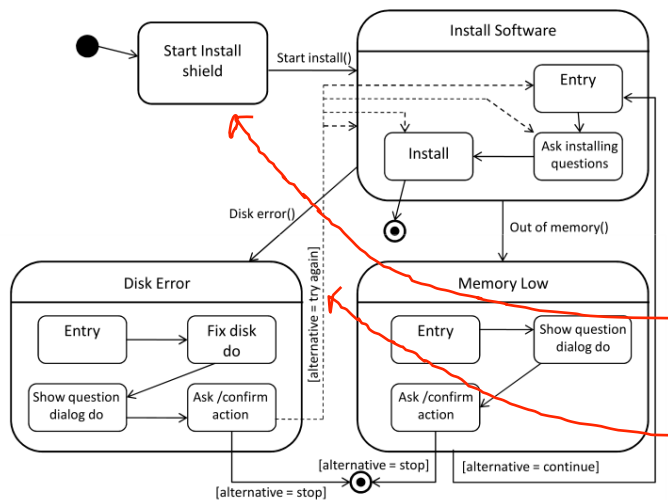 Install Software
Start Install
shield
Start install()
Entry
Install
Ask installing
questions
Disk error()
Out of memory()
[alternative = try again]
Disk Error
Memory Low
Entry
Fix disk
do
Entry
Show question
dialog do
Show question
dialog do
Ask /confirm
action
Ask /confirm
action
[alternative = stop]
[alternative = continue]
[alternative = stop]